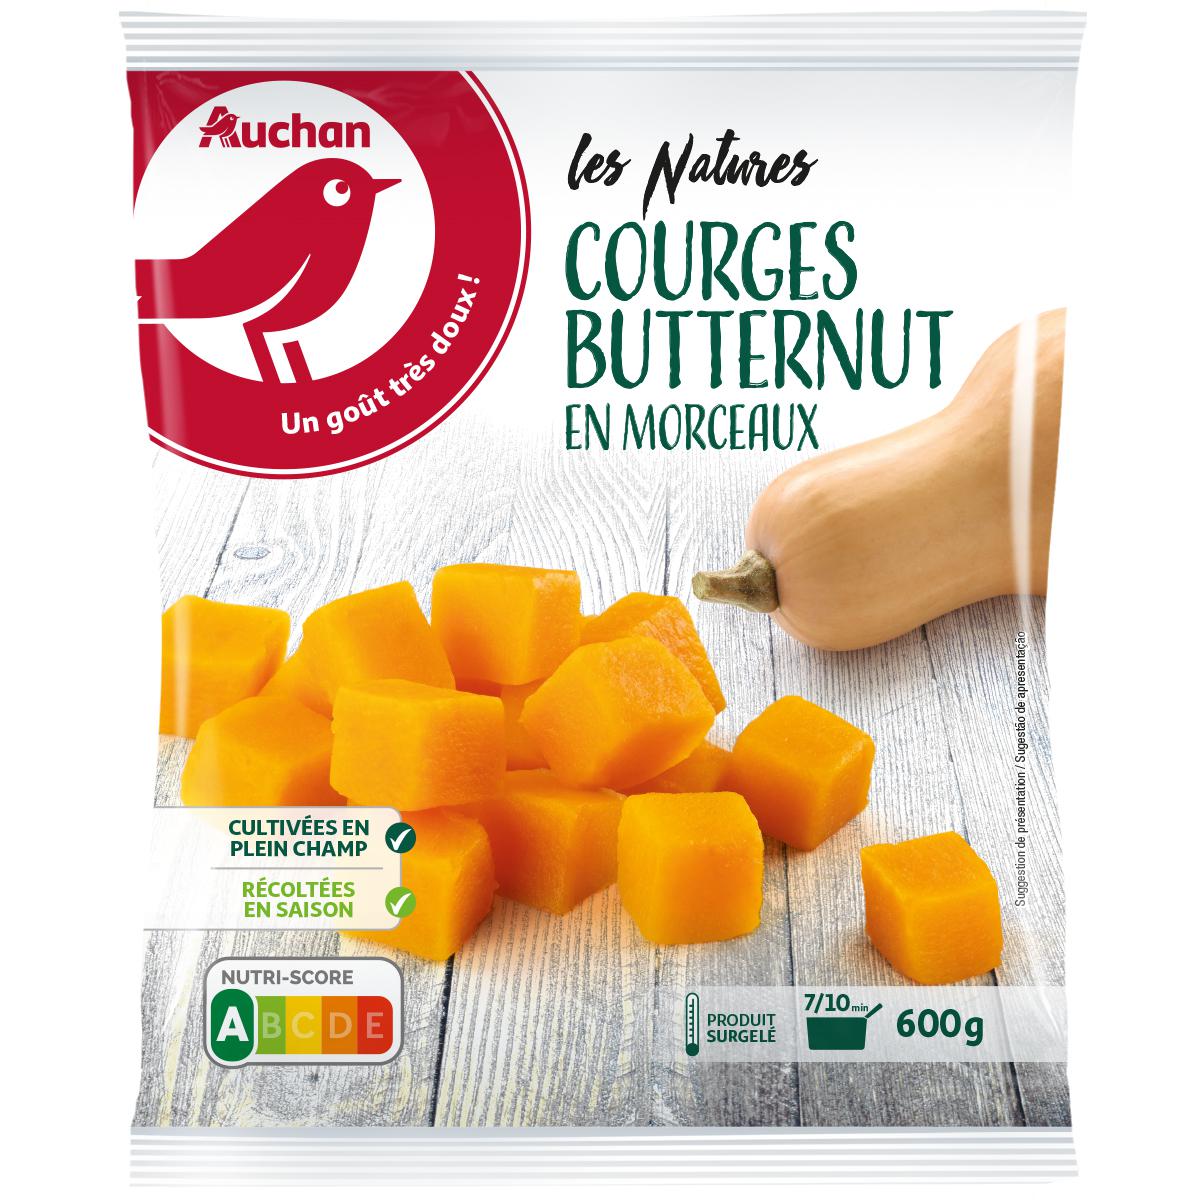 Auchan
Un goût très doux !
les Natures
COURGES
BUTTERNUT
EN MORCEAUX
Suggestion de présentation / Sugestão de apresentação
CULTIVÉES EN
PLEIN CHAMP
RÉCOLTÉES
EN SAISON
NUTRI-SCORE
A B C D E
PRODUIT
SURGELÉ
7/10 min
600g